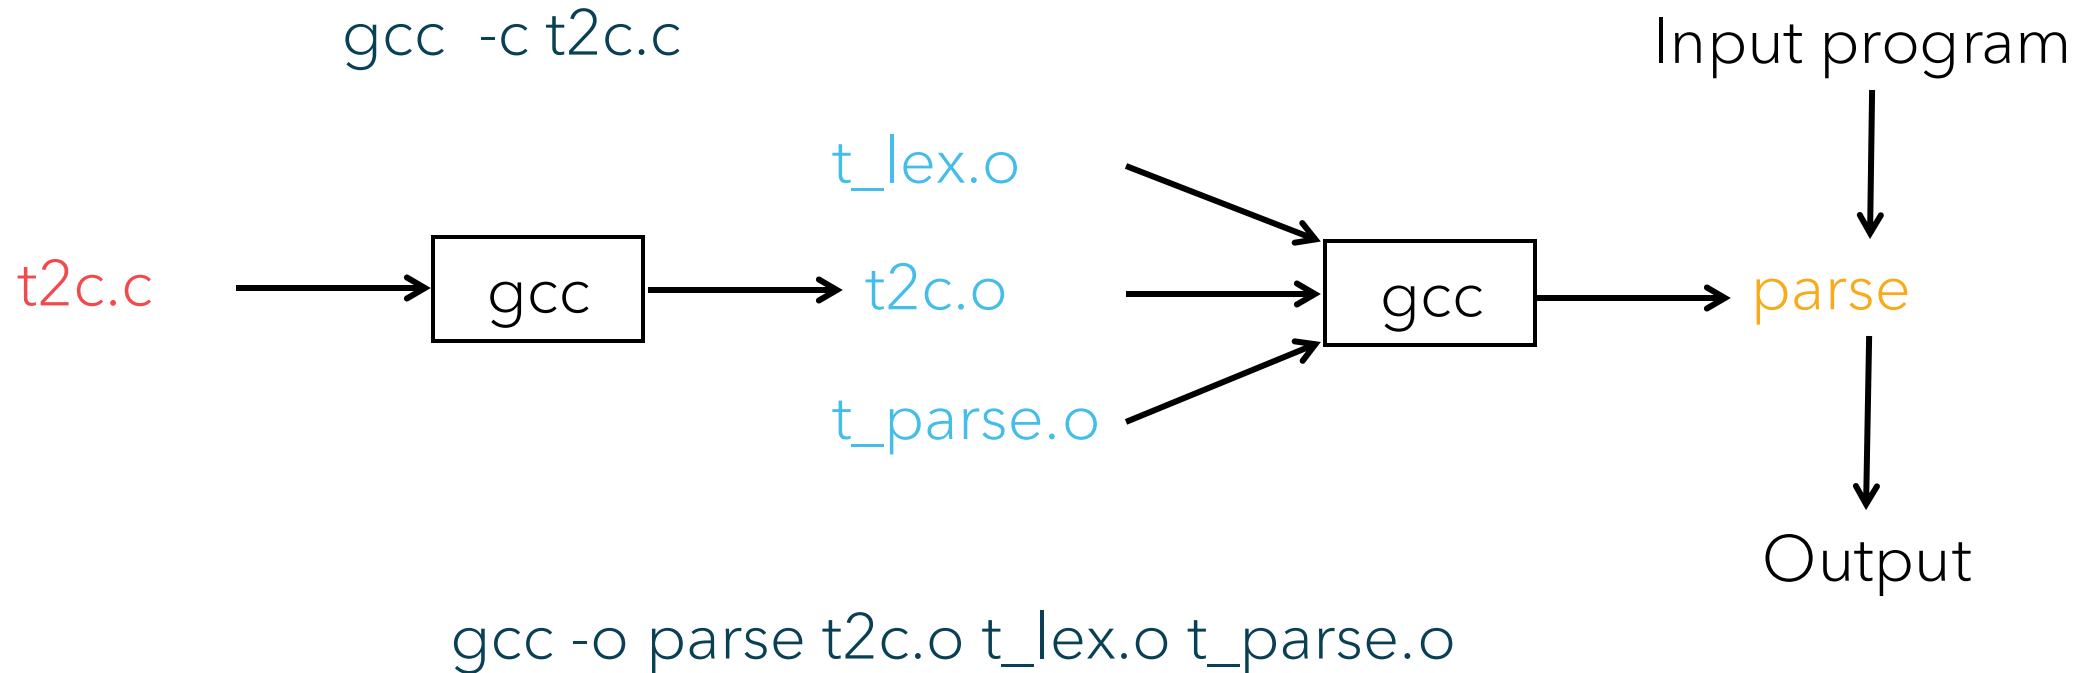 gcc -c t2c.c
Input program
t_lex.o
t2c.c
gcc
t2c.o
gcc
parse
t_parse.o
Output
gcc -o parse t2c.o t_lex.o t_parse.o